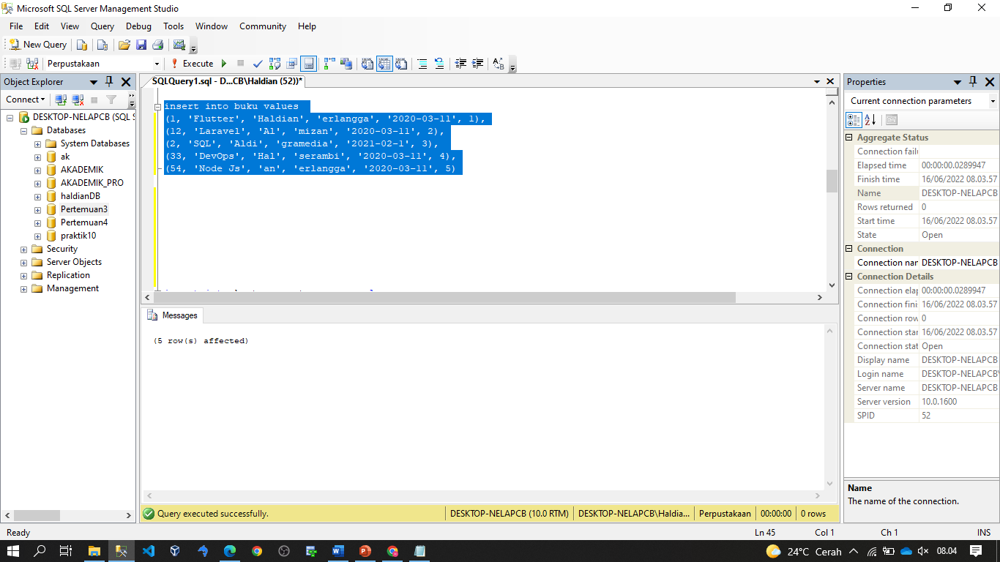 Microsoft SQL Server Management Studio
File Edit View Query Debug Tools Window Community Help
New Query
Perpustakaan
Execute
Object Explorer
Connect
DESKTOP-NELAPCB (SQL S
Databases
System Databases
ak
AKADEMIK
AKADEMIK_PRO
haldianDB
Pertemuan3
Pertemuan4
praktik10
Security
Server Objects
Replication
Management
SQLQuery1.sql - D...CB\Haldian (52))*
insert into buku values
(1, 'Flutter', 'Haldian', 'erlangga', '2020-03-11', 1),
(12, 'Laravel', 'Al', 'mizan', '2020-03-11', 2),
(2, 'SQL', 'Aldi', 'gramedia', '2021-02-1', 3),
(33, 'DevOps', 'Hal', 'serambi', '2020-03-11', 4),
(54, 'Node Js', 'an', 'erlangga', '2020-03-11', 5)
Messages
(5 row(s) affected)
Query executed successfully.
DESKTOP-NELAPCB (10.0 RTM)
DESKTOP-NELAPCB\Haldia...
Perpustakaan
00:00:00
0 rows
Properties
Current connection parameters
Aggregate Status
Connection failu
Elapsed time 00:00:00.0289947
Finish time 16/06/2022 08.03.57
Name DESKTOP-NELAPCB
Rows returned 0
Start time 16/06/2022 08.03.57
State Open
Connection
Connection nar DESKTOP-NELAPCB
Connection Details
Connection elap 00:00:00.0289947
Connection fini 16/06/2022 08.03.57
Connection row 0
Connection star 16/06/2022 08.03.57
Connection stat Open
Display name DESKTOP-NELAPCB
Login name DESKTOP-NELAPCB\
Server name DESKTOP-NELAPCB
Server version 10.0.1600
SPID 52
Name
The name of the connection.
Ready
Ln 45
Col 1
Ch 1
INS
24°C Cerah
08.04